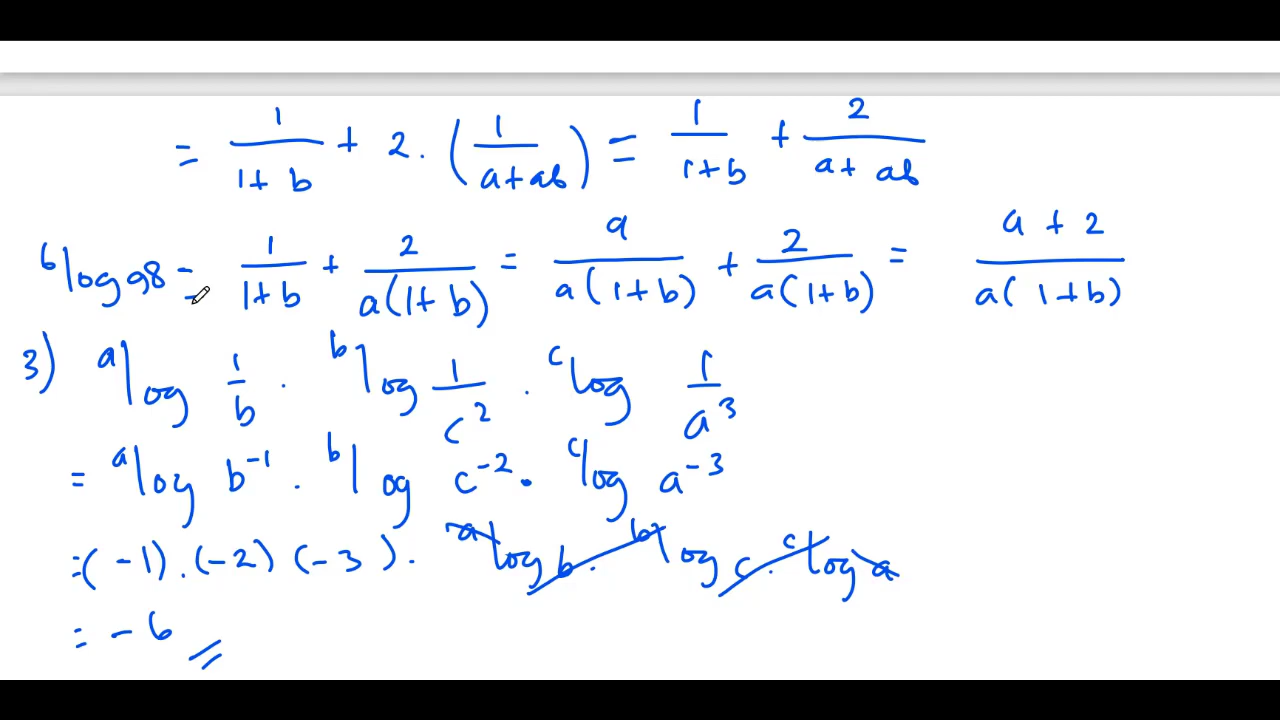 = 1/(1+b) + 2 . (1/(a+ab)) = 1/(1+b) + 2/(a+ab)
⁶log 98 = 1/(1+b) + 2/(a(1+b)) = a/(a(1+b)) + 2/(a(1+b)) = (a+2)/(a(1+b))
3) ᵃlog 1/b . ᵇlog 1/c² . ᶜlog 1/a³
= ᵃlog b⁻¹ . ᵇlog c⁻² . ᶜlog a⁻³
= (-1) . (-2) (-3) . ᵃlog b . ᵇlog c . ᶜlog a
= -6